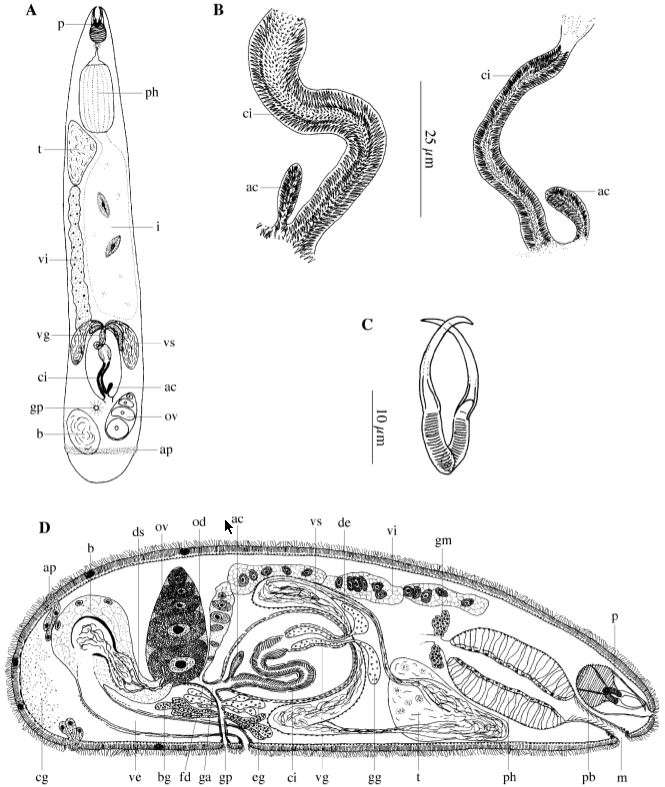 A
p
ph
t
i
vi
vg
vs
ci
ac
gp
ov
b
ap
B
ci
ac
25 µm
ci
ac
C
10 µm
D
ap
b
ds
ov
od
ac
vs
de
vi
gm
p
cg
ve
bg
fd
ga
gp
eg
ci
vg
gg
t
ph
pb
m